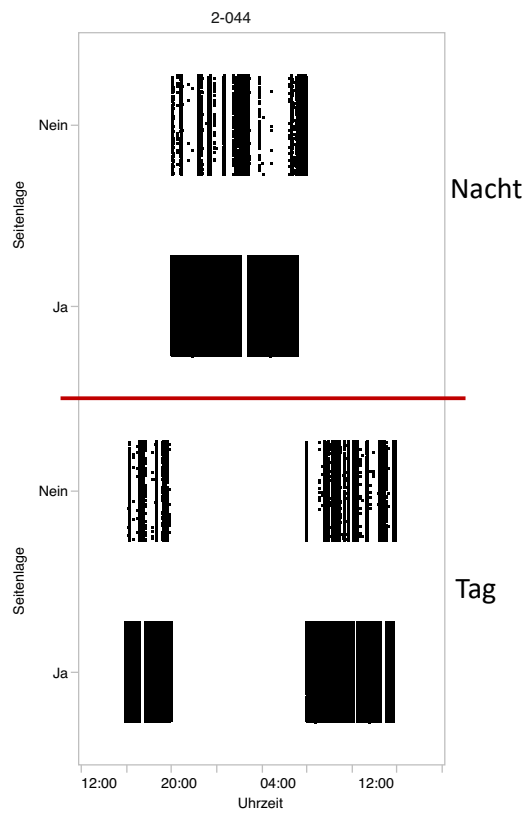 2-044
Nein
Seitenlage
Ja
Nacht
Nein
Seitenlage
Ja
Tag
12:00 20:00 04:00 12:00
Uhrzeit